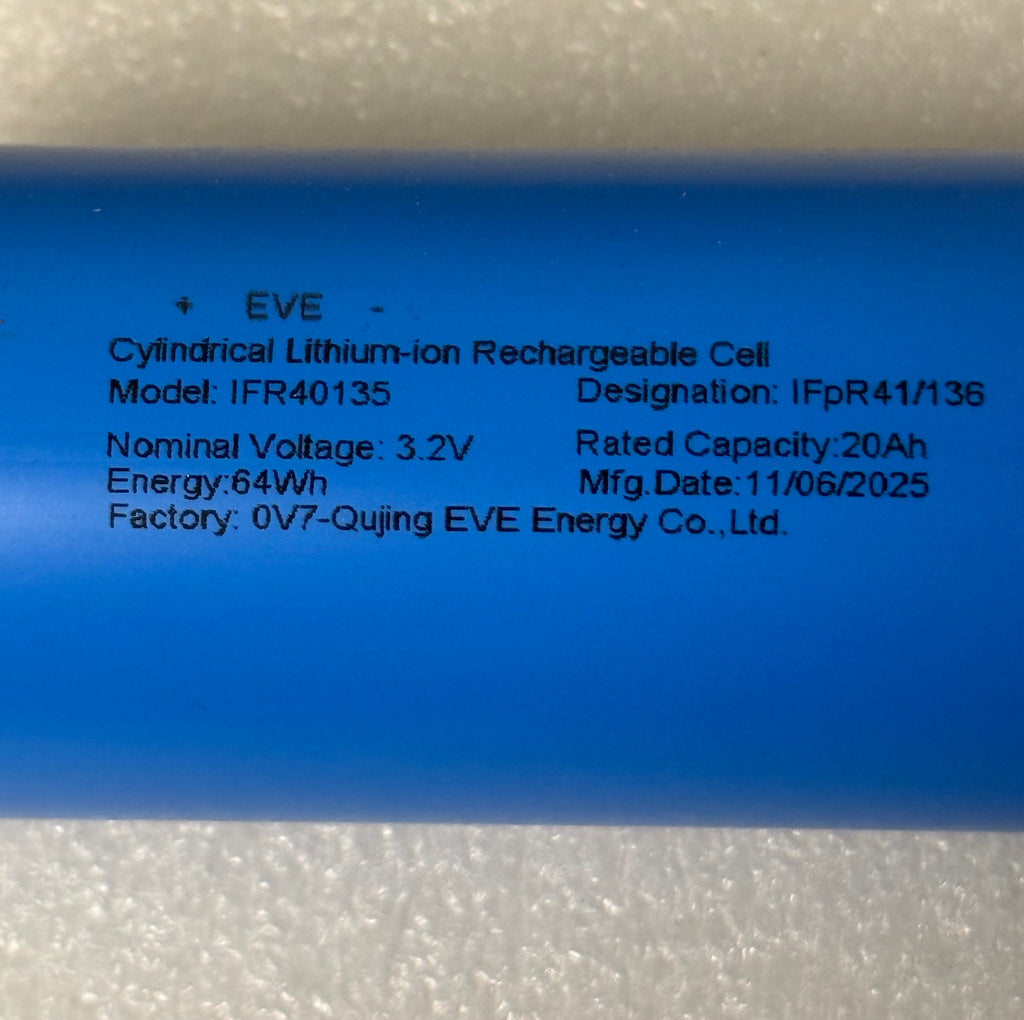 + EVE -
Cylindrical Lithium-ion Rechargeable Cell
Model: IFR40135 Designation: IFpR41/136
Nominal Voltage: 3.2V Rated Capacity:20Ah
Energy:64Wh Mfg.Date:11/06/2025
Factory: 0V7-Qujing EVE Energy Co.,Ltd.